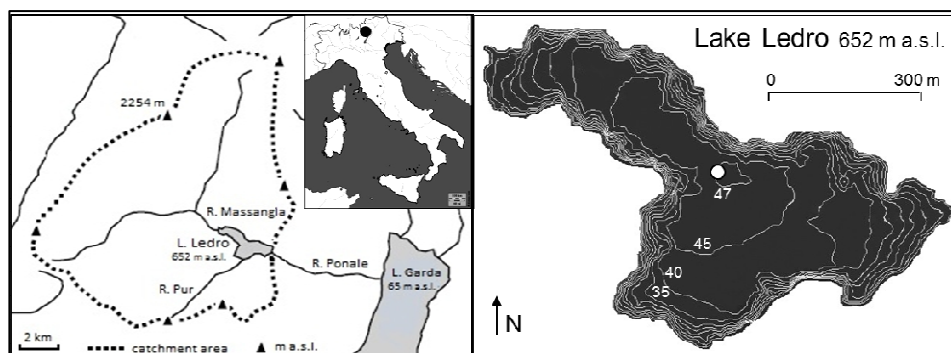 2254 m
R. Massangla
L. Ledro
652 m a.s.l.
R. Ponale
L. Garda
65 m a.s.l.
R. Pur
2 km
catchment area
m a.s.l.
Lake Ledro 652 m a.s.l.
0 300 m
47
45
40
35
N